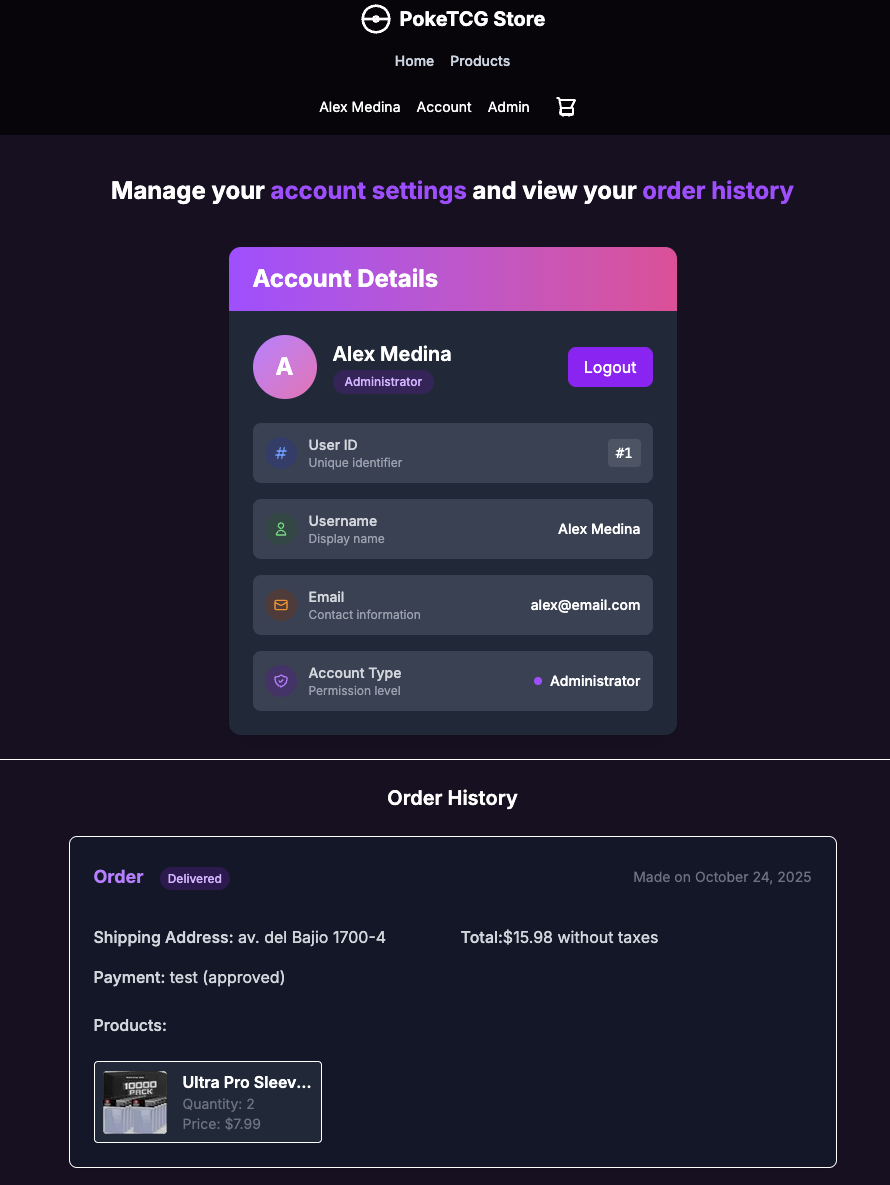 PokeTCG Store
Home Products
Alex Medina Account Admin
Manage your account settings and view your order history
Account Details
A
Alex Medina
Administrator
Logout
User ID
Unique identifier
#1
Username
Display name
Alex Medina
Email
Contact information
alex@email.com
Account Type
Permission level
Administrator
Order History
Order Delivered Made on October 24, 2025
Shipping Address: av. del Bajio 1700-4 Total:$15.98 without taxes
Payment: test (approved)
Products:
10000
PACK
Ultra Pro Sleev...
Quantity: 2
Price: $7.99